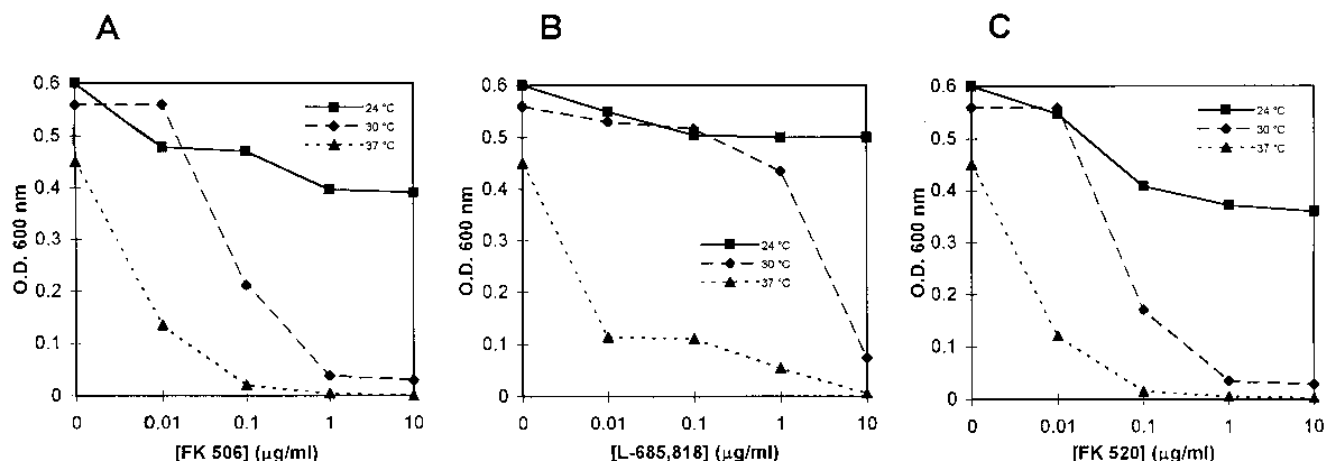 A
B
C
0.6
0.5
0.4
0.3
0.2
0.1
0
O.D. 600 nm
24 °C
30 °C
37 °C
0 0.01 0.1 1 10
[FK 506] (µg/ml)
0.6
0.5
0.4
0.3
0.2
0.1
0
O.D. 600 nm
24 °C
30 °C
37 °C
0 0.01 0.1 1 10
[L-685,818] (µg/ml)
0.6
0.5
0.4
0.3
0.2
0.1
0
O.D. 600 nm
24 °C
30 °C
37 °C
0 0.01 0.1 1 10
[FK 520] (µg/ml)